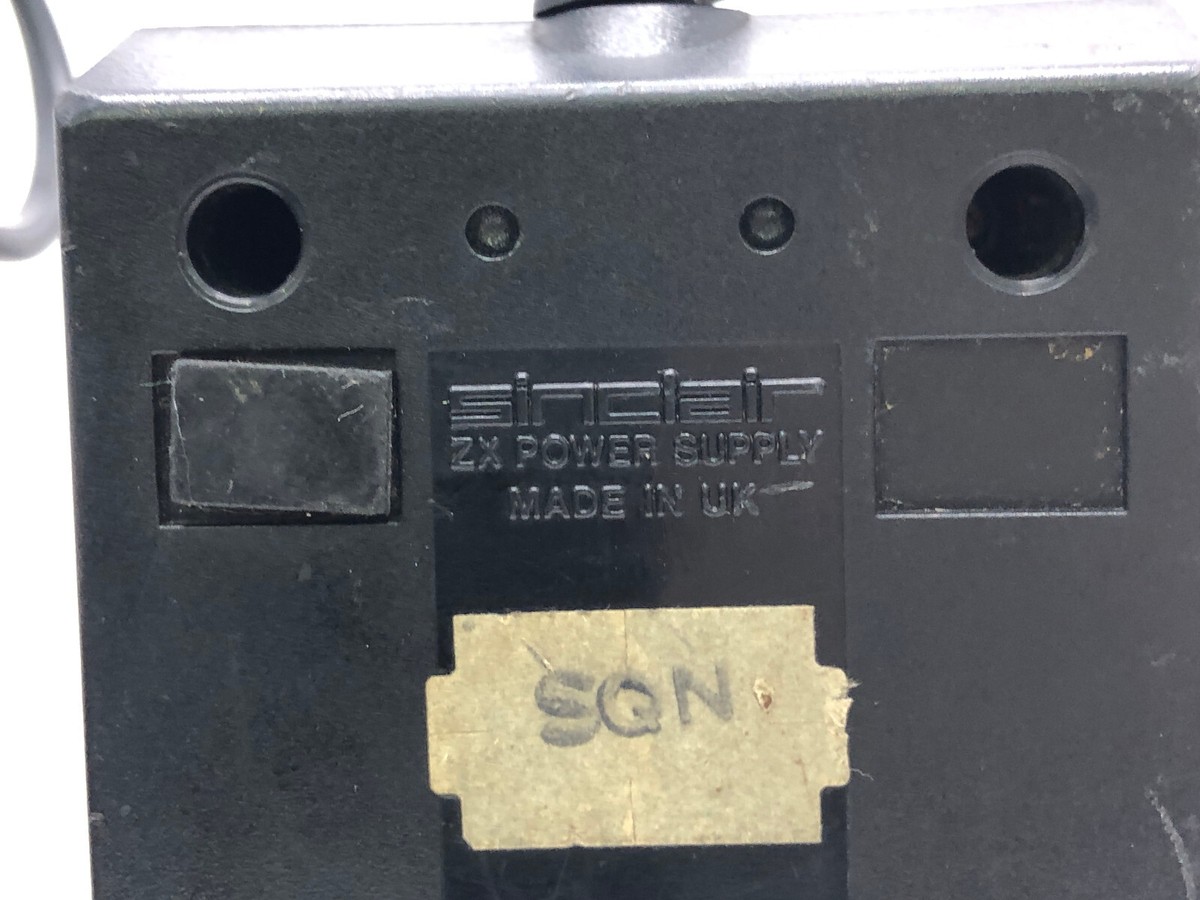 sinclair
ZX POWER SUPPLY
MADE IN UK
SQN